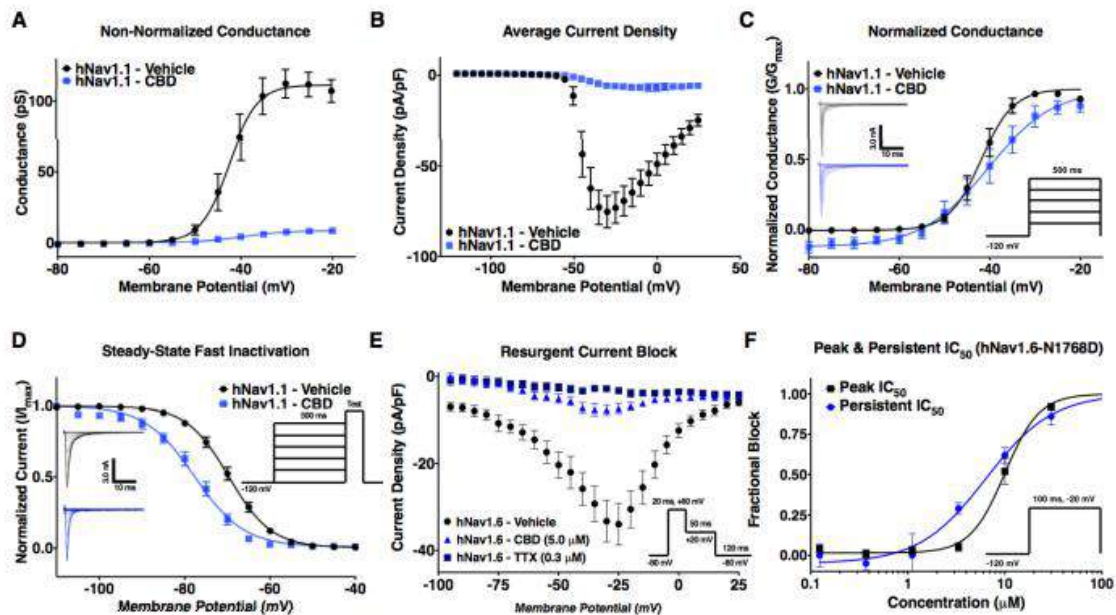 A
Non-Normalized Conductance
hNav1.1 - Vehicle
hNav1.1 - CBD
Conductance (pS)
100
50
0
-80
-60
-40
-20
Membrane Potential (mV)
B
Average Current Density
Current Density (pA/pF)
0
-50
-100
hNav1.1 - Vehicle
hNav1.1 - CBD
-100
-50
0
50
Membrane Potential (mV)
C
Normalized Conductance
hNav1.1 - Vehicle
hNav1.1 - CBD
Normalized Conductance (G/Gmax)
1.0
0.5
0.0
3.0 nA
10 ms
500 ms
-120 mV
-80
-60
-40
-20
Membrane Potential (mV)
D
Steady-State Fast Inactivation
hNav1.1 - Vehicle
hNav1.1 - CBD
Normalized Current (I/Imax)
1.0
0.5
0.0
3.0 nA
10 ms
500 ms
Test
-120 mV
-100
-80
-60
-40
Membrane Potential (mV)
E
Resurgent Current Block
Current Density (pA/pF)
0
-20
-40
hNav1.6 - Vehicle
hNav1.6 - CBD (5.0 μM)
hNav1.6 - TTX (0.3 μM)
50 ms
+20 mV
120 ms
-80 mV
-100
-75
-50
-25
0
25
Membrane Potential (mV)
F
Peak & Persistent IC50 (hNav1.6-N1768D)
Peak IC50
Persistent IC50
Fractional Block
1.00
0.75
0.50
0.25
0.00
100 ms, -20 mV
-120 mV
0.1
1
10
100
Concentration (μM)